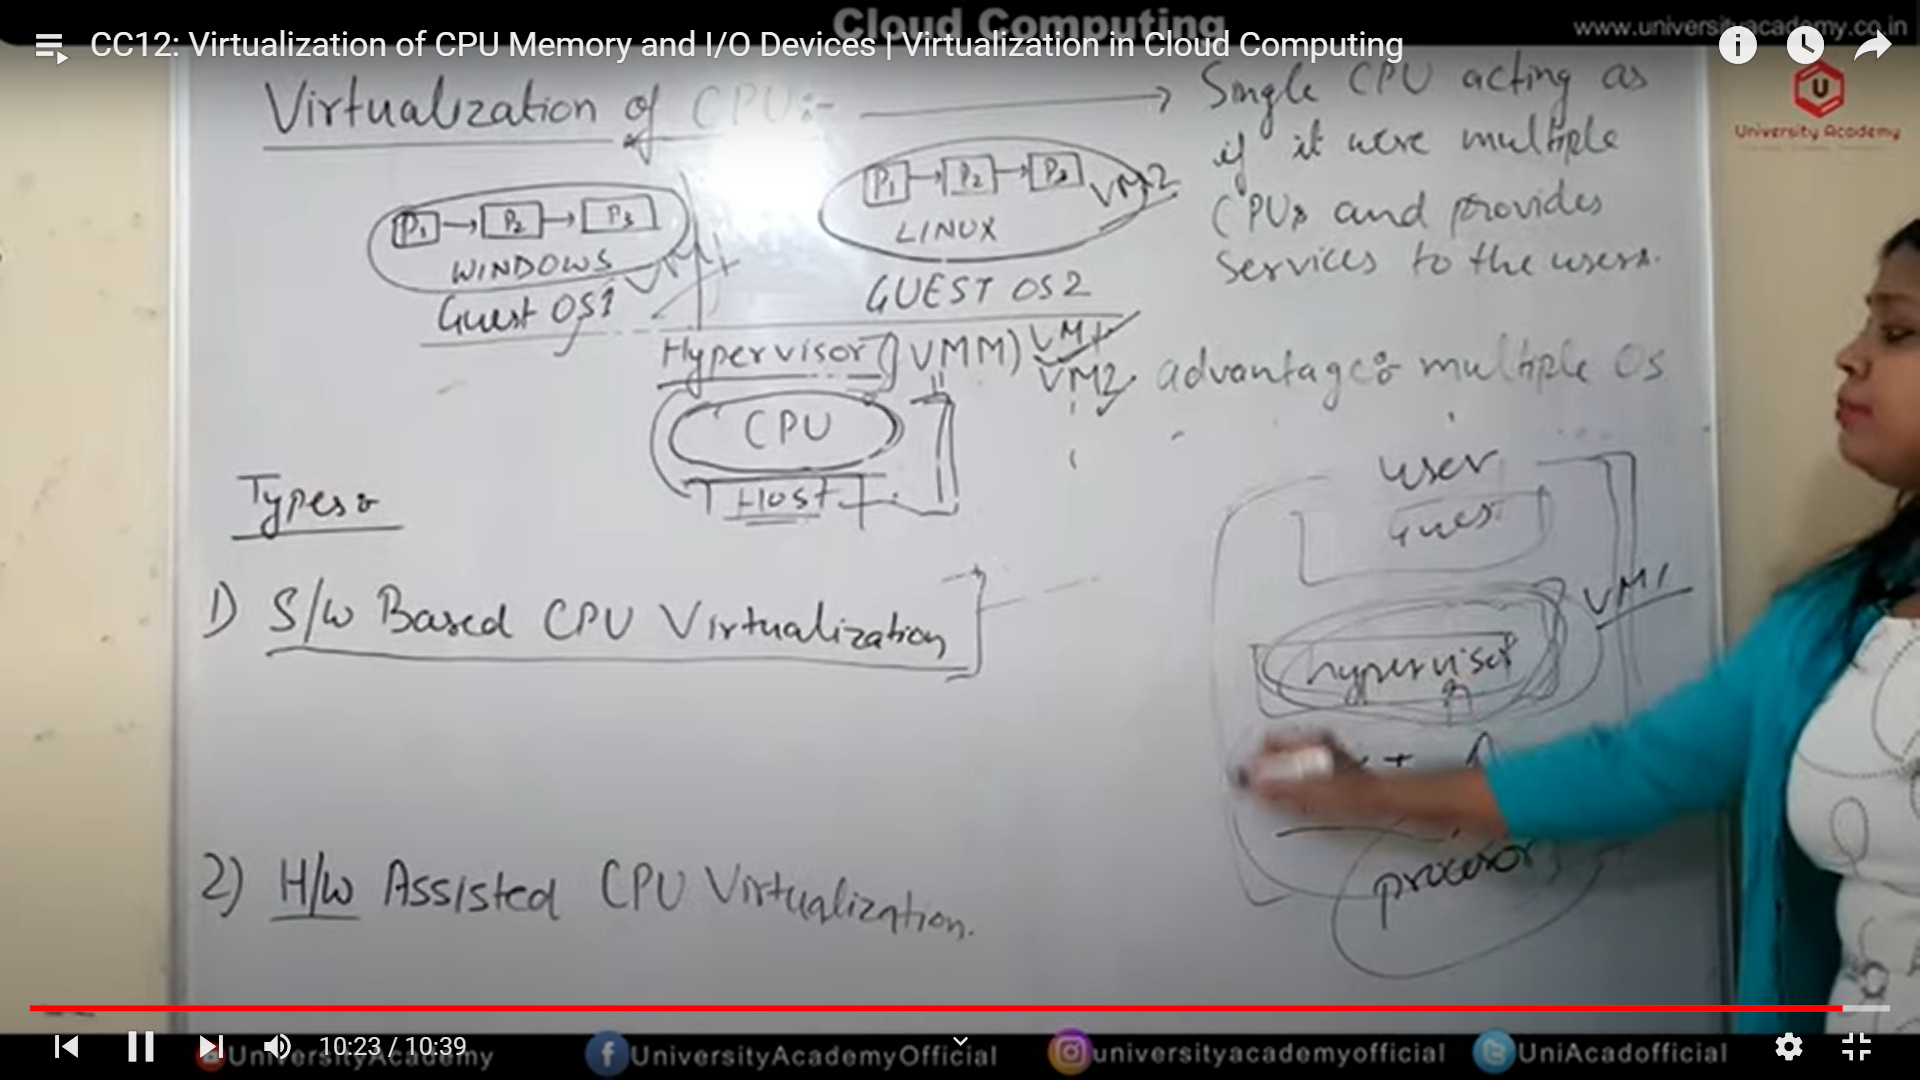 Cloud Computing
www.universityacademy.co.in
CC12: Virtualization of CPU Memory and I/O Devices | Virtualization in Cloud Computing
U
University Academy
Virtualization of CPU:-
Single CPU acting as
if it were multiple
CPUs and provides
services to the users.
P1 P2 P3
WINDOWS
VM1
Guest OS1
P1 P2 P3
VM2
LINUX
GUEST OS2
Hypervisor (VMM)
VM1
VM2
CPU
Host
advantage: multiple OS
Types:
1) S/W Based CPU Virtualization
2) H/W Assisted CPU Virtualization.
user
Guest
VM1
hypervisor
10:23 / 10:39
UniversityAcademy
UniversityAcademyOfficial
universityacademyofficial
UniAcadofficial